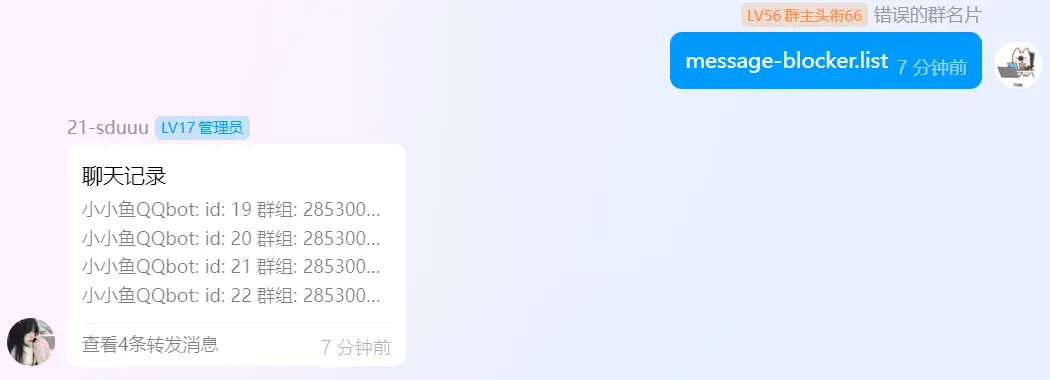 LV56 群主头衔66 错误的群名片
message-blocker.list 7 分钟前
21-sduuu LV17 管理员
聊天记录
小小鱼QQbot: id: 19 群组: 285300...
小小鱼QQbot: id: 20 群组: 285300...
小小鱼QQbot: id: 21 群组: 285300...
小小鱼QQbot: id: 22 群组: 285300...
查看4条转发消息 7 分钟前